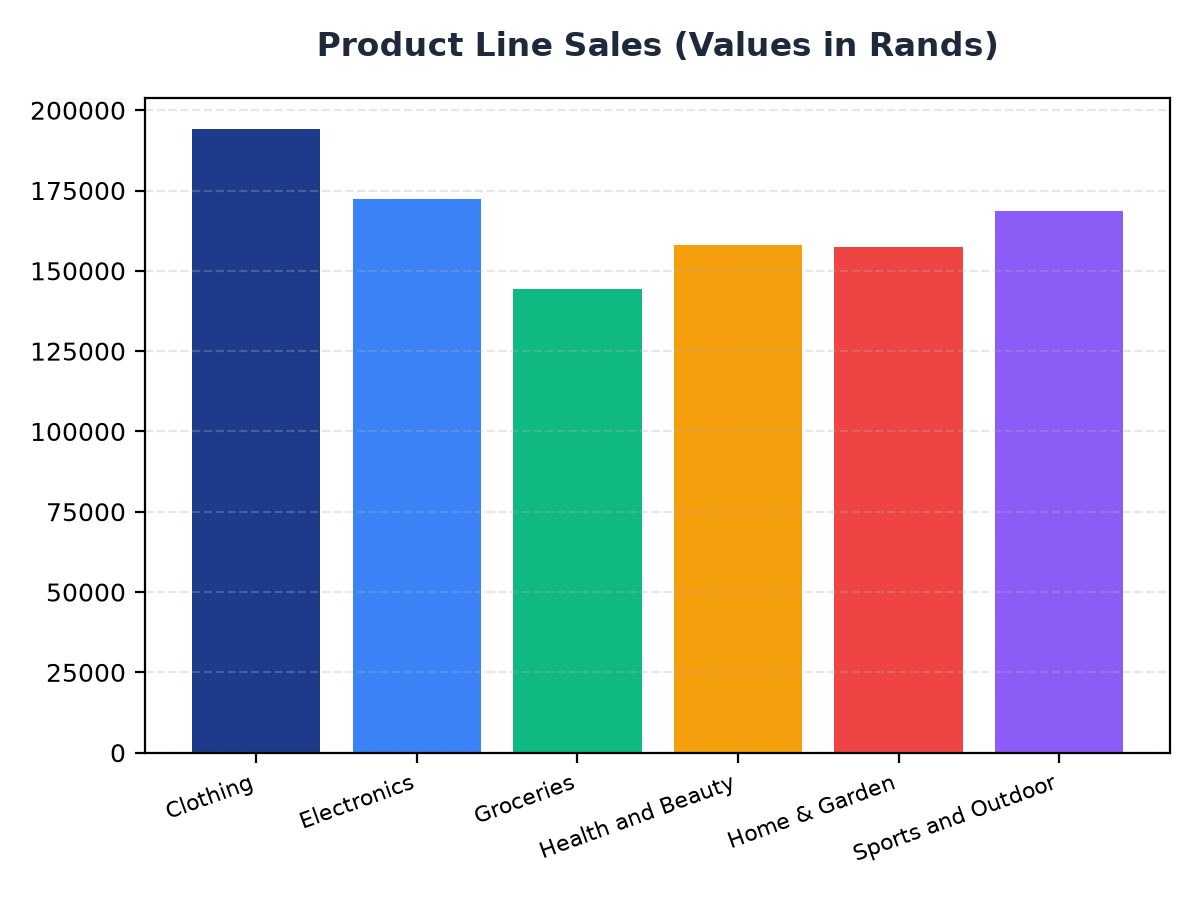 Product Line Sales (Values in Rands)
200000
175000
150000
125000
100000
75000
50000
25000
0
Clothing
Electronics
Groceries
Health and Beauty
Home & Garden
Sports and Outdoor